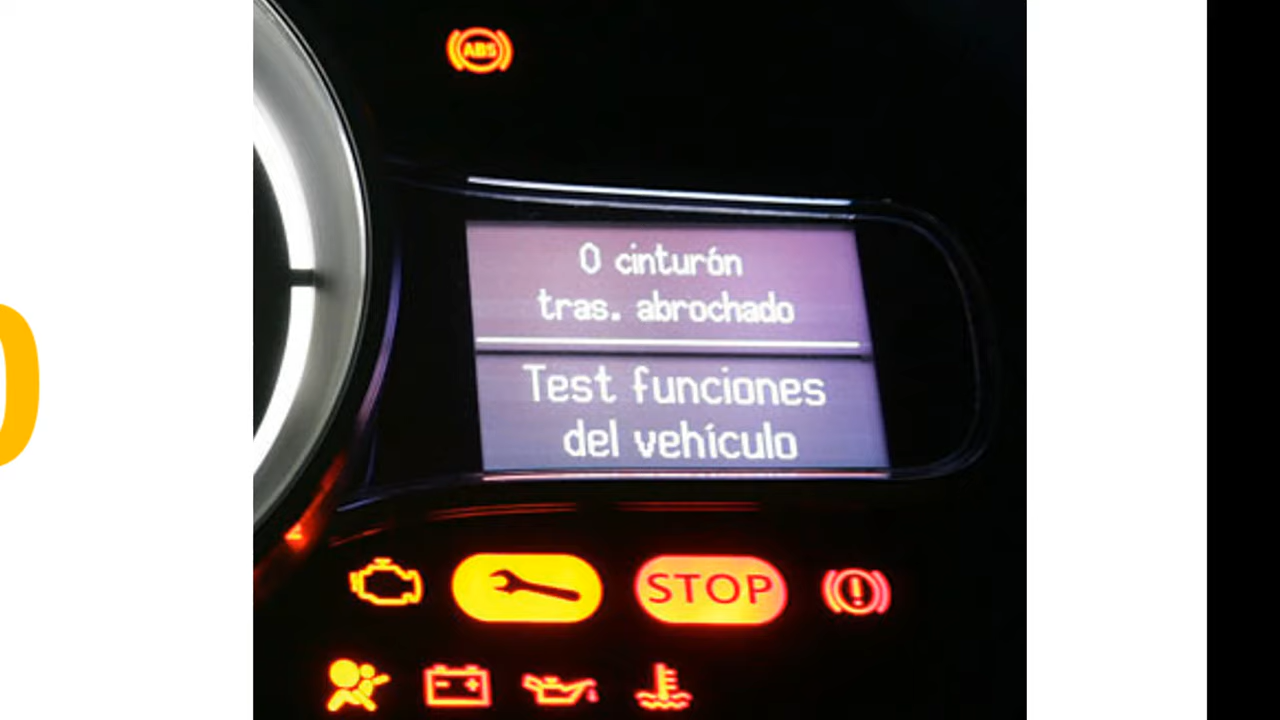 ABS
0 cinturón
tras. abrochado
Test funciones
del vehículo
STOP